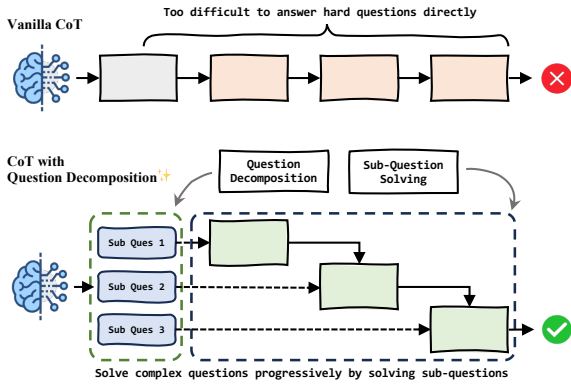 Too difficult to answer hard questions directly
Vanilla CoT
CoT with
Question Decomposition✨
Question
Decomposition
Sub-Question
Solving
Sub Ques 1
Sub Ques 2
Sub Ques 3
Solve complex questions progressively by solving sub-questions